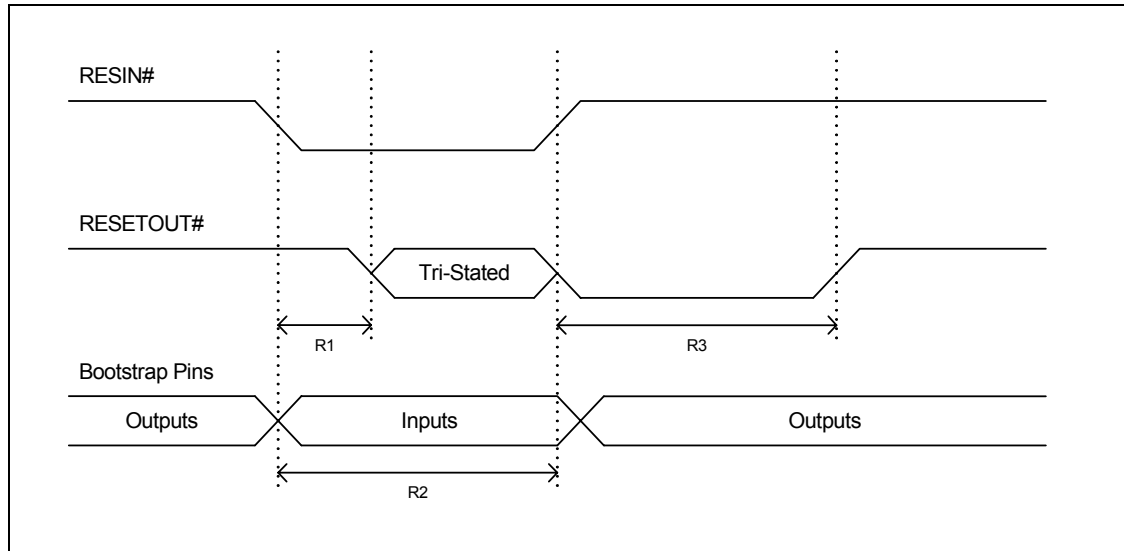 RESIN#
RESETOUT#
Tri-Stated
R1
R3
Bootstrap Pins
Outputs
Inputs
Outputs
R2